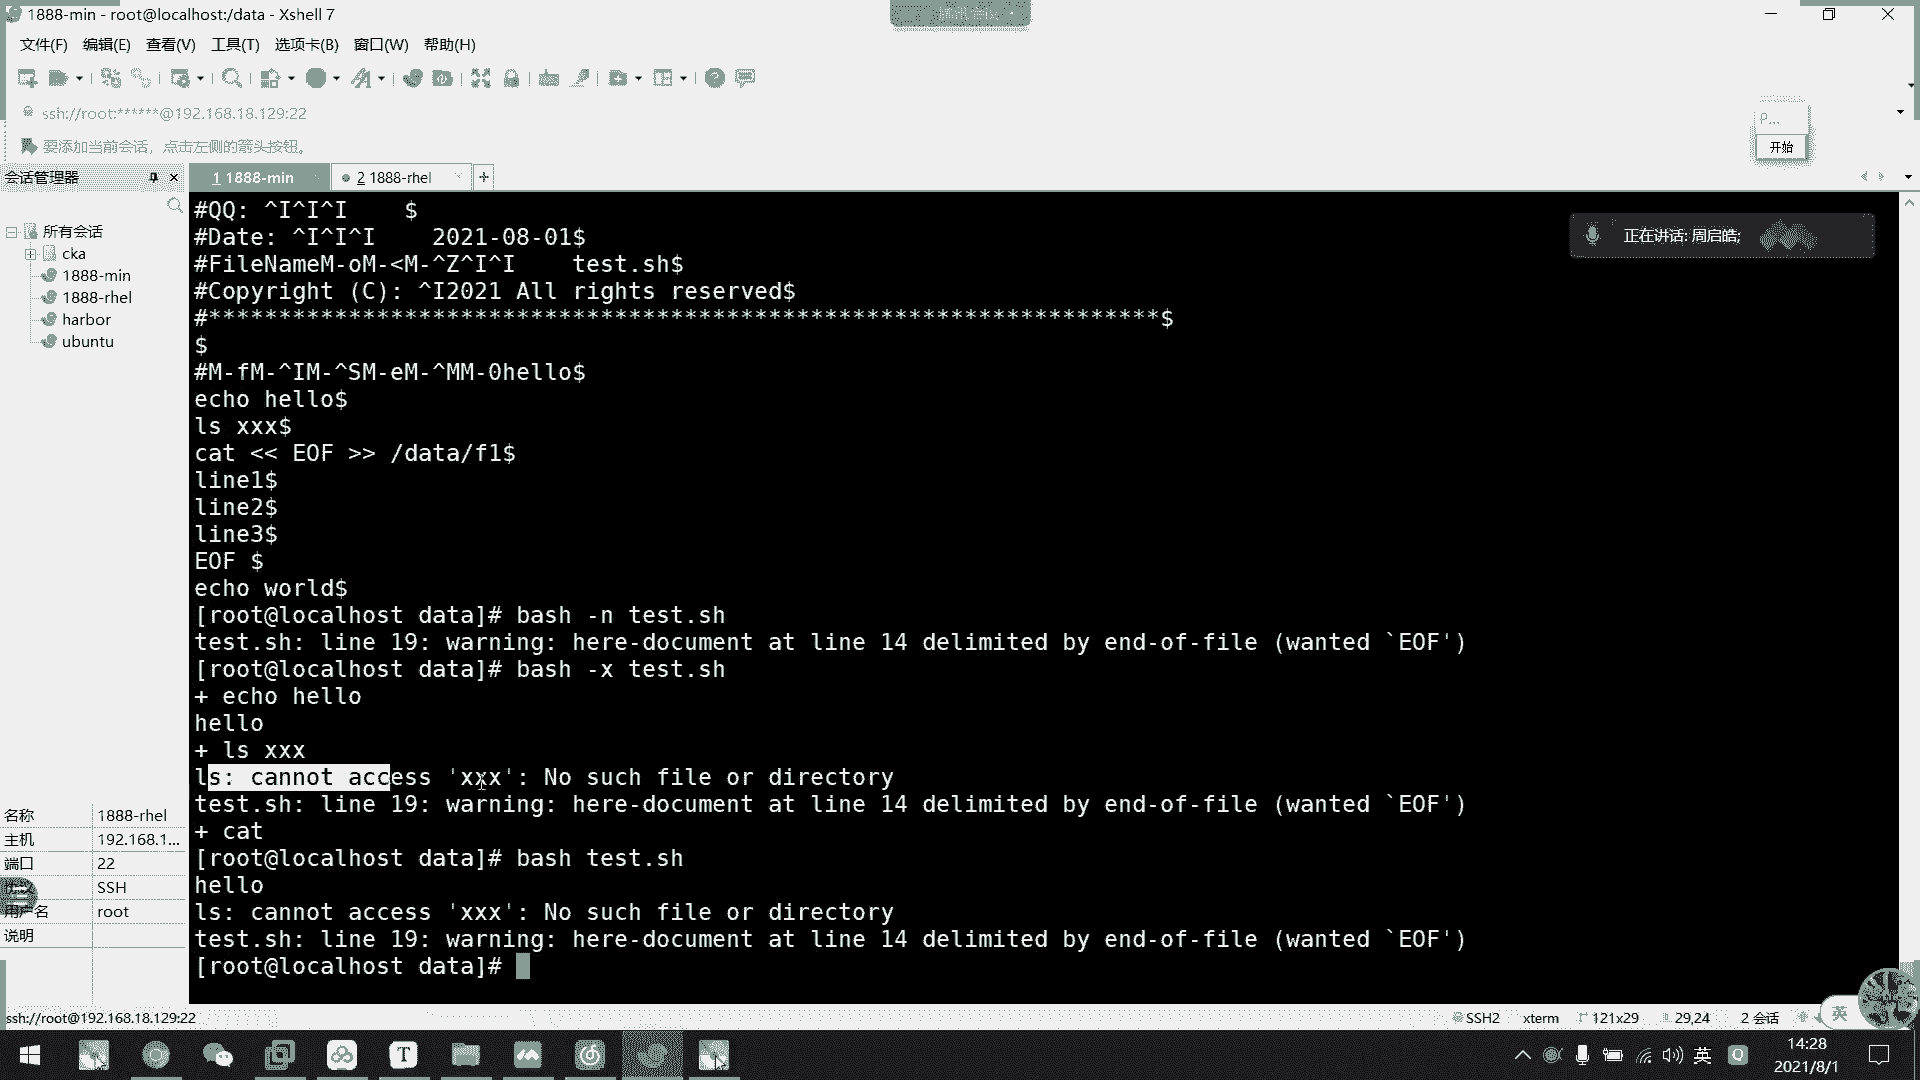 1888-min - root@localhost:/data - Xshell 7
文件(F) 编辑(E) 查看(V) 工具(T) 选项卡(B) 窗口(W) 帮助(H)
ssh://root:******@192.168.18.129:22
要添加当前会话，点击左侧的箭头按钮。
P...
开始
会话管理器
1 1888-min
2 1888-rhel
所有会话
cka
1888-min
1888-rhel
harbor
ubuntu
正在讲话: 周启皓;
#QQ: ^I^I^I    $
#Date: ^I^I^I    2021-08-01$
#FileNameM-oM-<M-^Z^I^I    test.sh$
#Copyright (C): ^I2021 All rights reserved$
#********************************************************************$
$
#M-fM-^IM-^SM-eM-^MM-0hello$
echo hello$
ls xxx$
cat << EOF >> /data/f1$
line1$
line2$
line3$
EOF $
echo world$
[root@localhost data]# bash -n test.sh
test.sh: line 19: warning: here-document at line 14 delimited by end-of-file (wanted `EOF')
[root@localhost data]# bash -x test.sh
+ echo hello
hello
+ ls xxx
ls: cannot access 'xxx': No such file or directory
test.sh: line 19: warning: here-document at line 14 delimited by end-of-file (wanted `EOF')
+ cat
[root@localhost data]# bash test.sh
hello
ls: cannot access 'xxx': No such file or directory
test.sh: line 19: warning: here-document at line 14 delimited by end-of-file (wanted `EOF')
[root@localhost data]#
名称 1888-rhel
主机 192.168.1...
端口 22
SSH
用户名 root
说明
ssh://root@192.168.18.129:22
SSH2 xterm 121x29 29,24 2 会话
英
英
14:28
2021/8/1